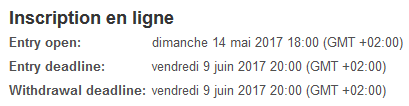 Inscription en ligne
Entry open: dimanche 14 mai 2017 18:00 (GMT +02:00)
Entry deadline: vendredi 9 juin 2017 20:00 (GMT +02:00)
Withdrawal deadline: vendredi 9 juin 2017 20:00 (GMT +02:00)